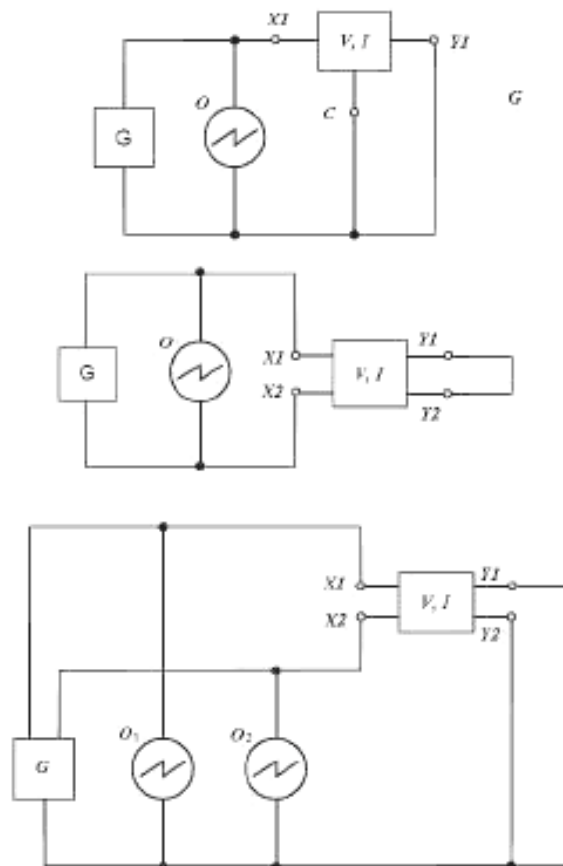 X1 V, I Y1
O C G
G
X1 Y1
O
G V, I
X2 Y2
X1 Y1
V, I
X2 Y2
O1 O2
G